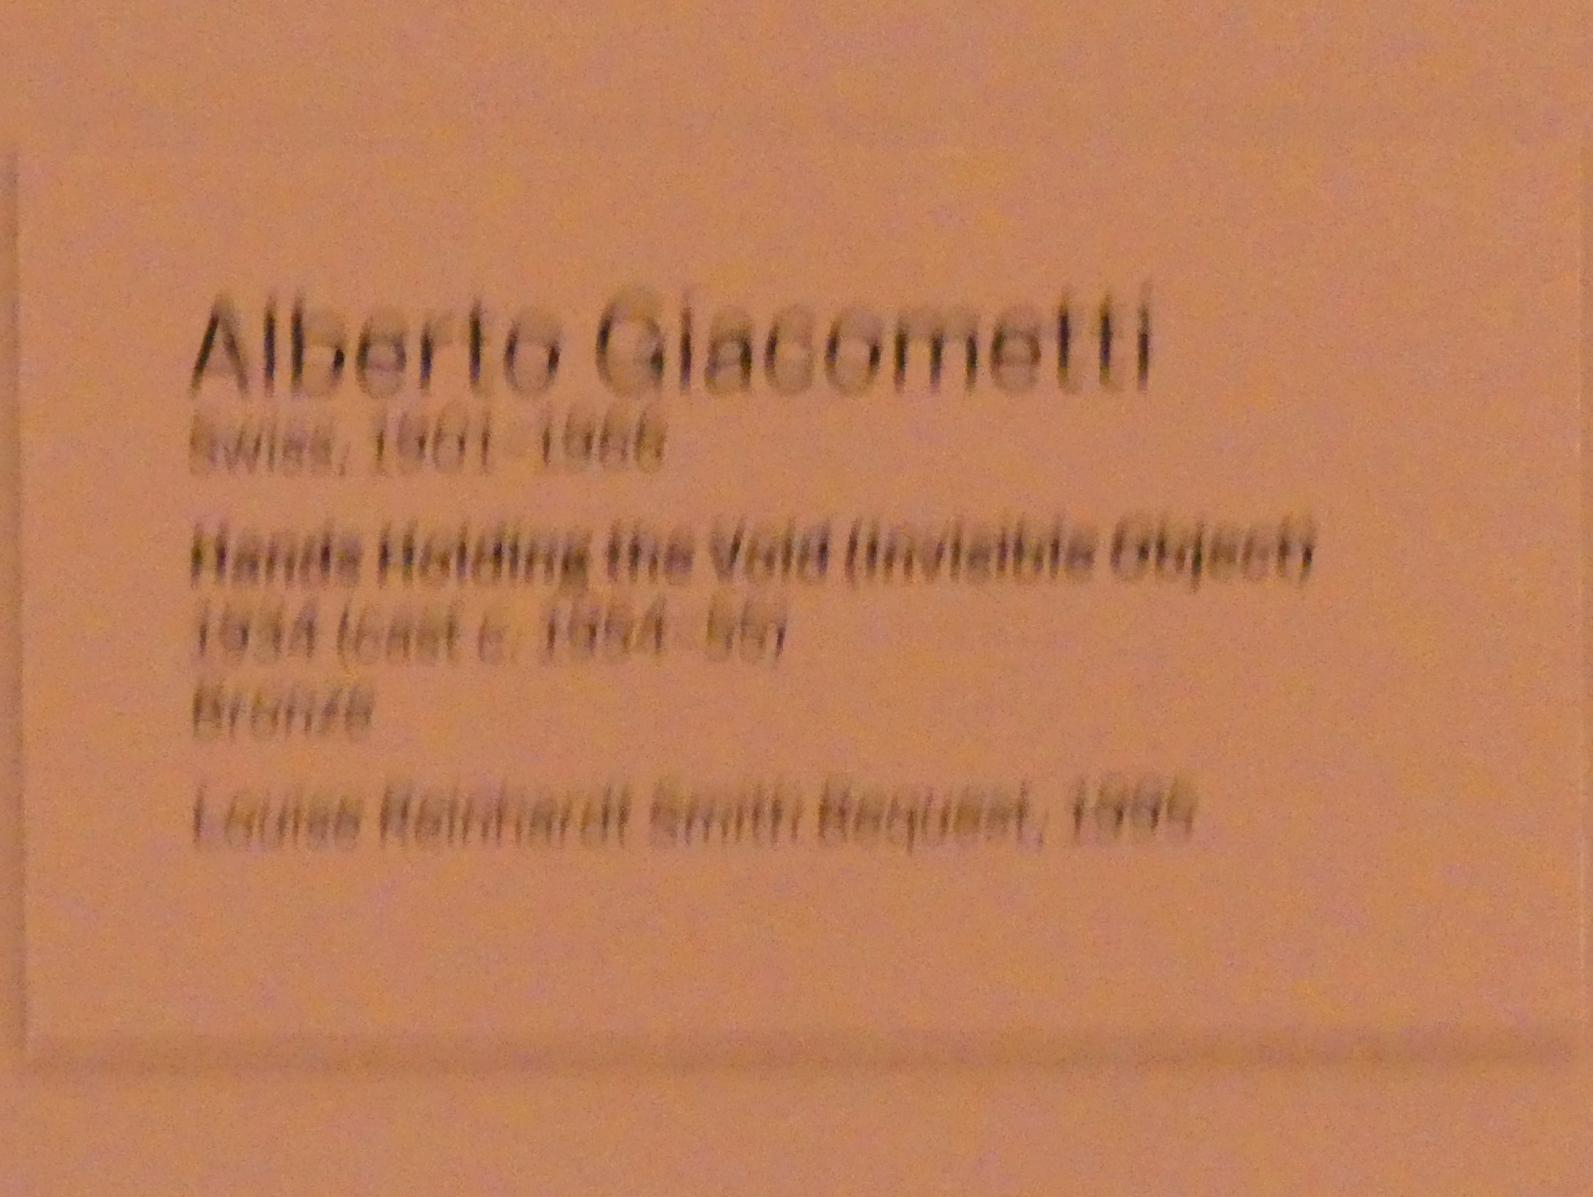 Alberto Giacometti
Swiss, 1901–1966
Hands Holding the Void (Invisible Object)
1934 (cast c. 1954–55)
Bronze
Louise Reinhardt Smith Bequest, 1995